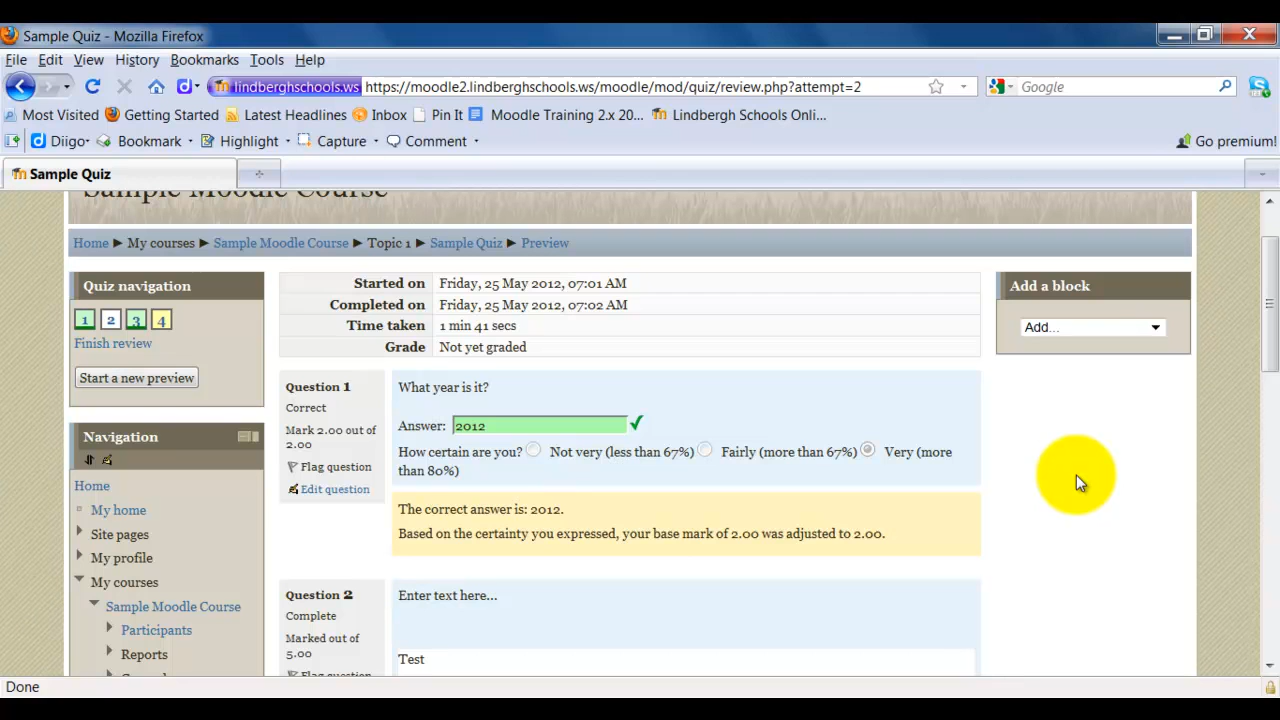 Sample Quiz - Mozilla Firefox
File Edit View History Bookmarks Tools Help
lindberghschools.ws https://moodle2.lindberghschools.ws/moodle/mod/quiz/review.php?attempt=2
Google
Most Visited Getting Started Latest Headlines Inbox Pin It Moodle Training 2.x 20... Lindbergh Schools Onli...
Diigo Bookmark Highlight Capture Comment Go premium!
Sample Quiz
Sample Moodle Course
Home ► My courses ► Sample Moodle Course ► Topic 1 ► Sample Quiz ► Preview
Quiz navigation
1 2 3 4
Finish review
Start a new preview
Navigation
Home
My home
Site pages
My profile
My courses
Sample Moodle Course
Participants
Reports
Started on Friday, 25 May 2012, 07:01 AM
Completed on Friday, 25 May 2012, 07:02 AM
Time taken 1 min 41 secs
Grade Not yet graded
Question 1
Correct
Mark 2.00 out of
2.00
Flag question
Edit question
What year is it?
Answer: 2012
How certain are you? Not very (less than 67%) Fairly (more than 67%) Very (more
than 80%)
The correct answer is: 2012.
Based on the certainty you expressed, your base mark of 2.00 was adjusted to 2.00.
Question 2
Complete
Marked out of
5.00
Flag question
Enter text here...
Test
Add a block
Add...
Done